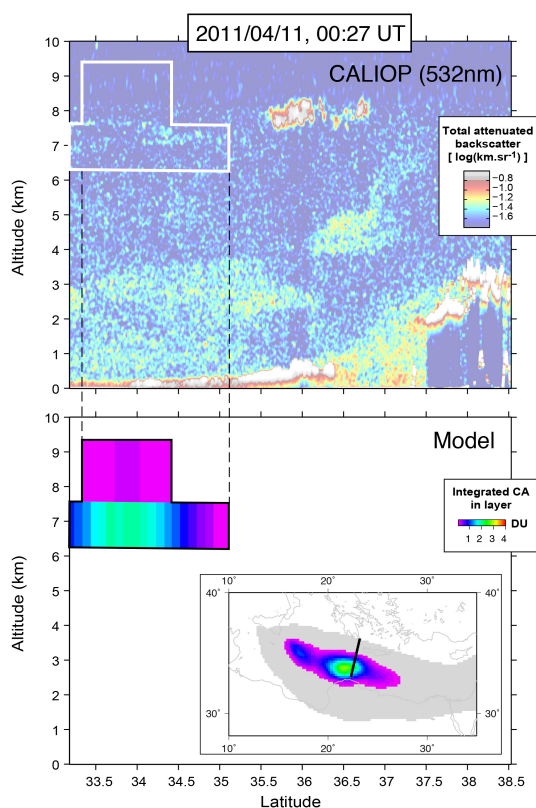 2011/04/11, 00:27 UT
CALIOP (532nm)
Total attenuated
backscatter
[ log(km.sr⁻¹) ]
−0.8
−1.0
−1.2
−1.4
−1.6
Altitude (km)
10
9
8
7
6
5
4
3
2
1
0
Model
Integrated CA
in layer
DU
1 2 3 4
Altitude (km)
10
9
8
7
6
5
4
3
2
1
0
10˚ 20˚ 30˚
40˚ 40˚
30˚ 30˚
10˚ 20˚ 30˚
33.5 34 34.5 35 35.5 36 36.5 37 37.5 38 38.5
Latitude